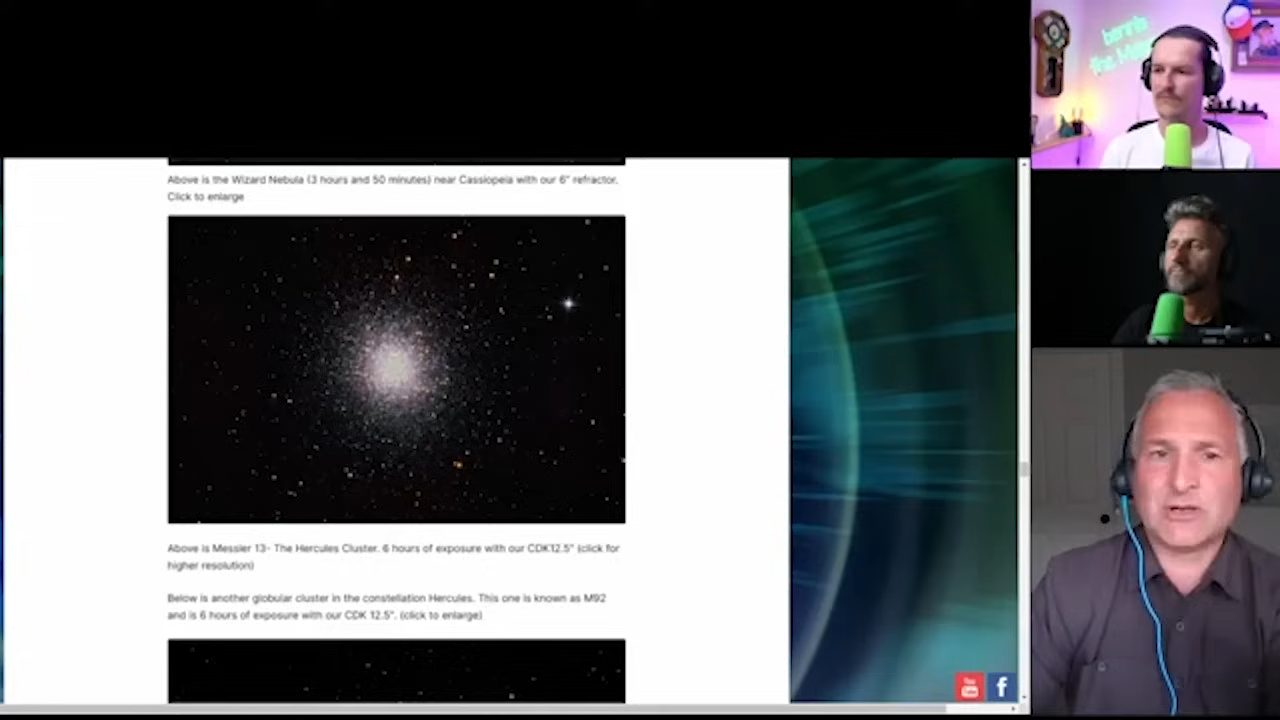 bennis
the M
Above is the Wizard Nebula (3 hours and 50 minutes) near Cassiopeia with our 6" refractor.
Click to enlarge
Above is Messier 13- The Hercules Cluster. 6 hours of exposure with our CDK12.5" (click for
higher resolution)
Below is another globular cluster in the constellation Hercules. This one is known as M92
and is 6 hours of exposure with our CDK 12.5". (click to enlarge)
You
f